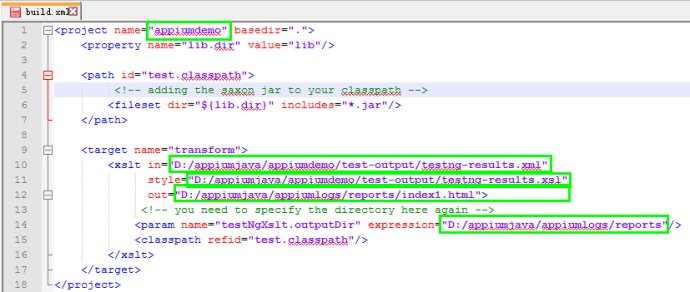 build.xml
1 <project name="appiumdemo" basedir=".">
2 <property name="lib.dir" value="lib"/>
3
4 <path id="test.classpath">
5 <!-- adding the saxon jar to your classpath -->
6 <fileset dir="${lib.dir}" includes="*.jar"/>
7 </path>
8
9 <target name="transform">
10 <xslt in="D:/appiumjava/appiumdemo/test-output/testng-results.xml"
11 style="D:/appiumjava/appiumdemo/test-output/testng-results.xsl"
12 out="D:/appiumjava/appiumlogs/reports/index1.html">
13 <!-- you need to specify the directory here again -->
14 <param name="testNgXslt.outputDir" expression="D:/appiumjava/appiumlogs/reports"/>
15 <classpath refid="test.classpath"/>
16 </xslt>
17 </target>
18 </project>